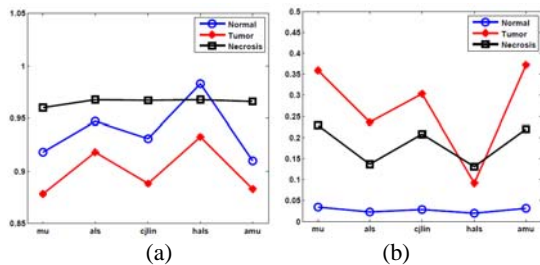 1.05
1
0.95
0.9
0.85
mu als cjlin hals amu
Normal
Tumor
Necrosis
(a)
0.5
0.45
0.4
0.35
0.3
0.25
0.2
0.15
0.1
0.05
0
mu als cjlin hals amu
Normal
Tumor
Necrosis
(b)